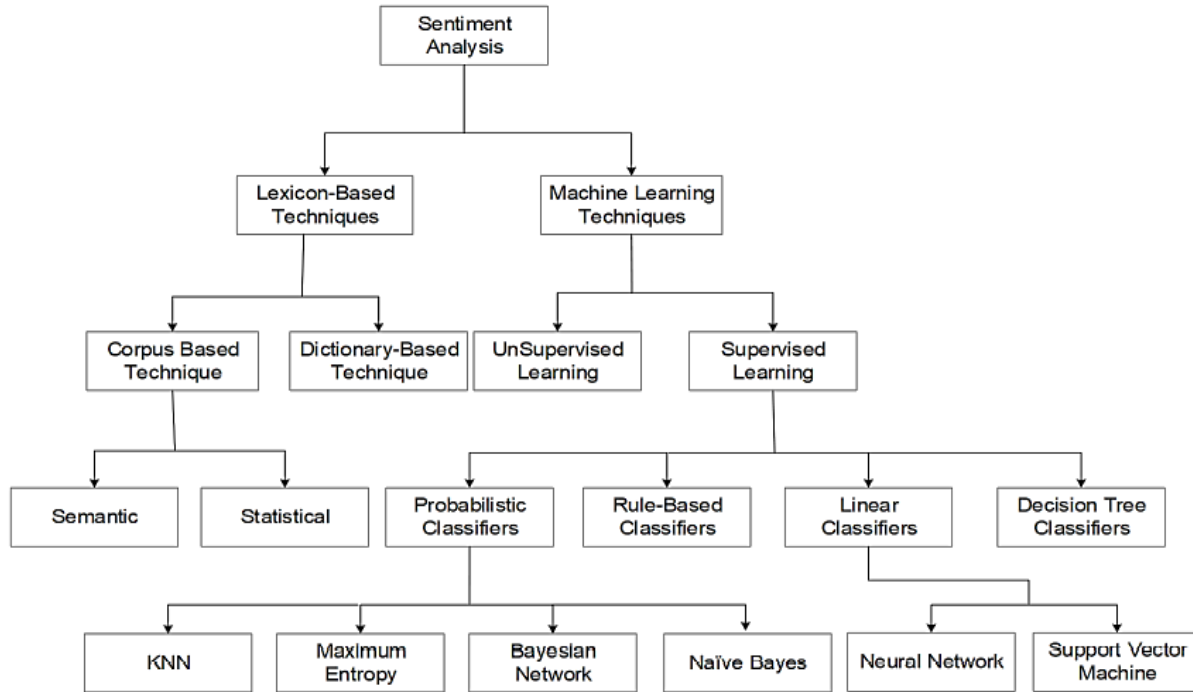 Sentiment
Analysis
Lexicon-Based
Techniques
Machine Learning
Techniques
Corpus Based
Technique
Dictionary-Based
Technique
UnSupervised
Learning
Supervised
Learning
Semantic
Statistical
Probabilistic
Classifiers
Rule-Based
Classifiers
Linear
Classifiers
Decision Tree
Classifiers
KNN
Maximum
Entropy
Bayesian
Network
Naïve Bayes
Neural Network
Support Vector
Machine